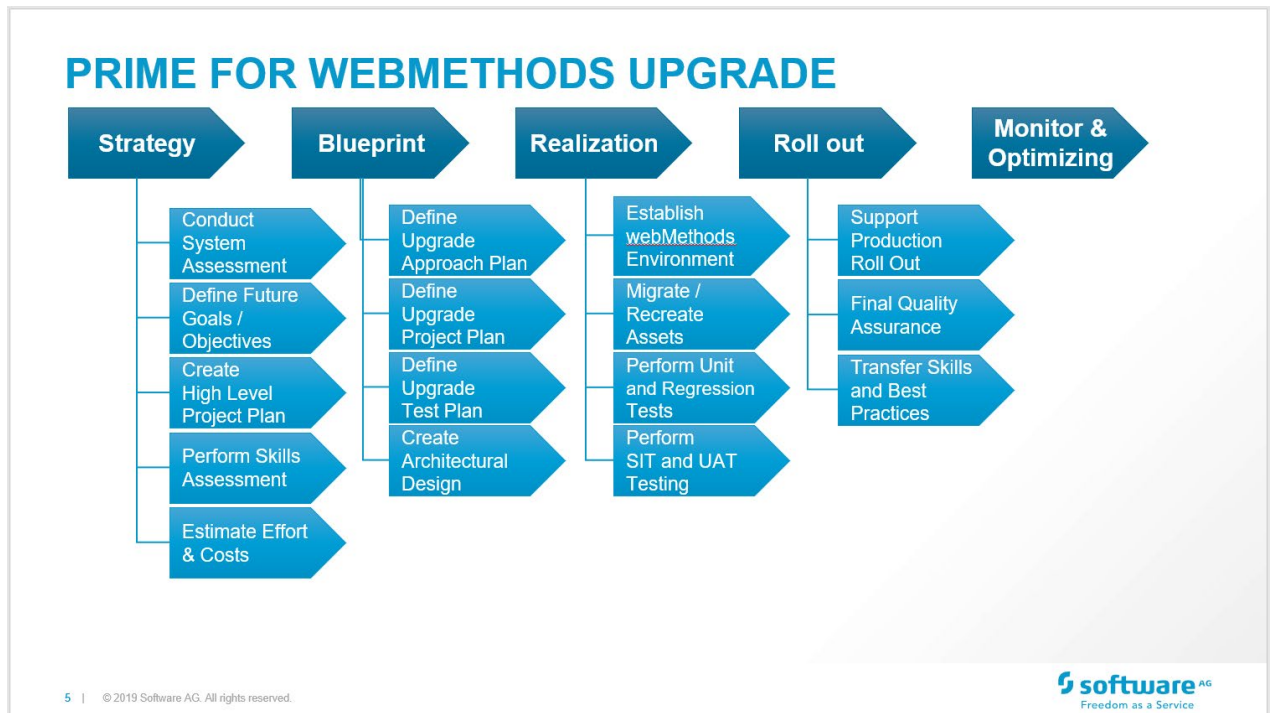 PRIME FOR WEBMETHODS UPGRADE
Strategy
Conduct
System
Assessment
Define Future
Goals /
Objectives
Create
High Level
Project Plan
Perform Skills
Assessment
Estimate Effort
& Costs
Blueprint
Define
Upgrade
Approach Plan
Define
Upgrade
Project Plan
Define
Upgrade
Test Plan
Create
Architectural
Design
Realization
Establish
webMethods
Environment
Migrate /
Recreate
Assets
Perform Unit
and Regression
Tests
Perform
SIT and UAT
Testing
Roll out
Support
Production
Roll Out
Final Quality
Assurance
Transfer Skills
and Best
Practices
Monitor &
Optimizing
5 | © 2019 Software AG. All rights reserved.
software AG
Freedom as a Service